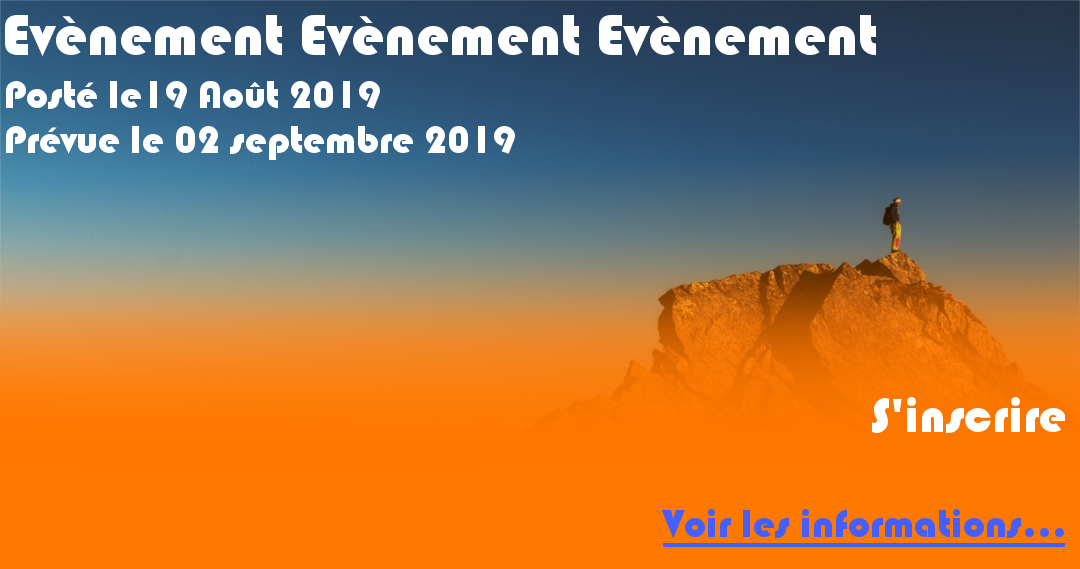 Evènement Evènement Evènement
Posté le19 Août 2019
Prévue le 02 septembre 2019
S'inscrire
Voir les informations...